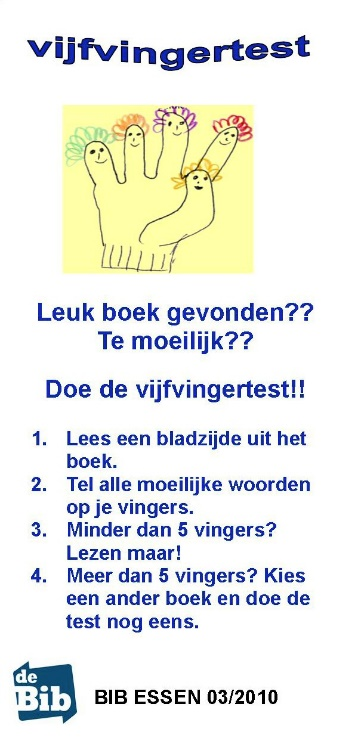 vijfvingertest
Leuk boek gevonden??
Te moeilijk??
Doe de vijfvingertest!!
1. Lees een bladzijde uit het
boek.
2. Tel alle moeilijke woorden
op je vingers.
3. Minder dan 5 vingers?
Lezen maar!
4. Meer dan 5 vingers? Kies
een ander boek en doe de
test nog eens.
de
Bib
BIB ESSEN 03/2010